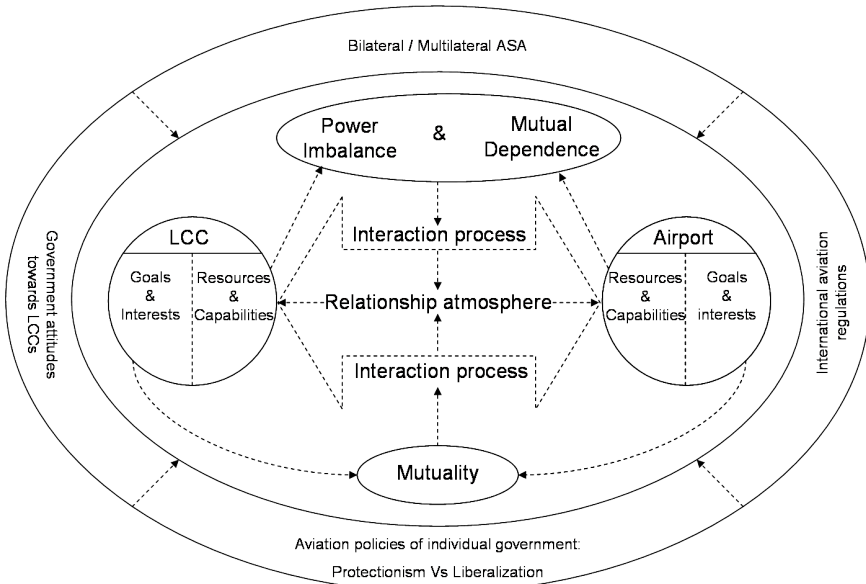 Bilateral / Multilateral ASA
Power
Imbalance
&
Mutual
Dependence
Government attitudes
towards LCCs
LCC
Goals
&
Interests
Resources
&
Capabilities
Interaction process
Relationship atmosphere
Interaction process
Airport
Resources
&
Capabilities
Goals
&
interests
International aviation
regulations
Mutuality
Aviation policies of individual government:
Protectionism Vs Liberalization